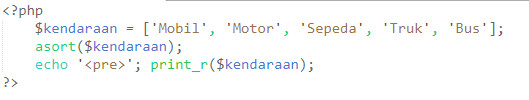 <?php
$kendaraan = ['Mobil', 'Motor', 'Sepeda', 'Truk', 'Bus'];
asort($kendaraan);
echo '<pre>'; print_r($kendaraan);
?>